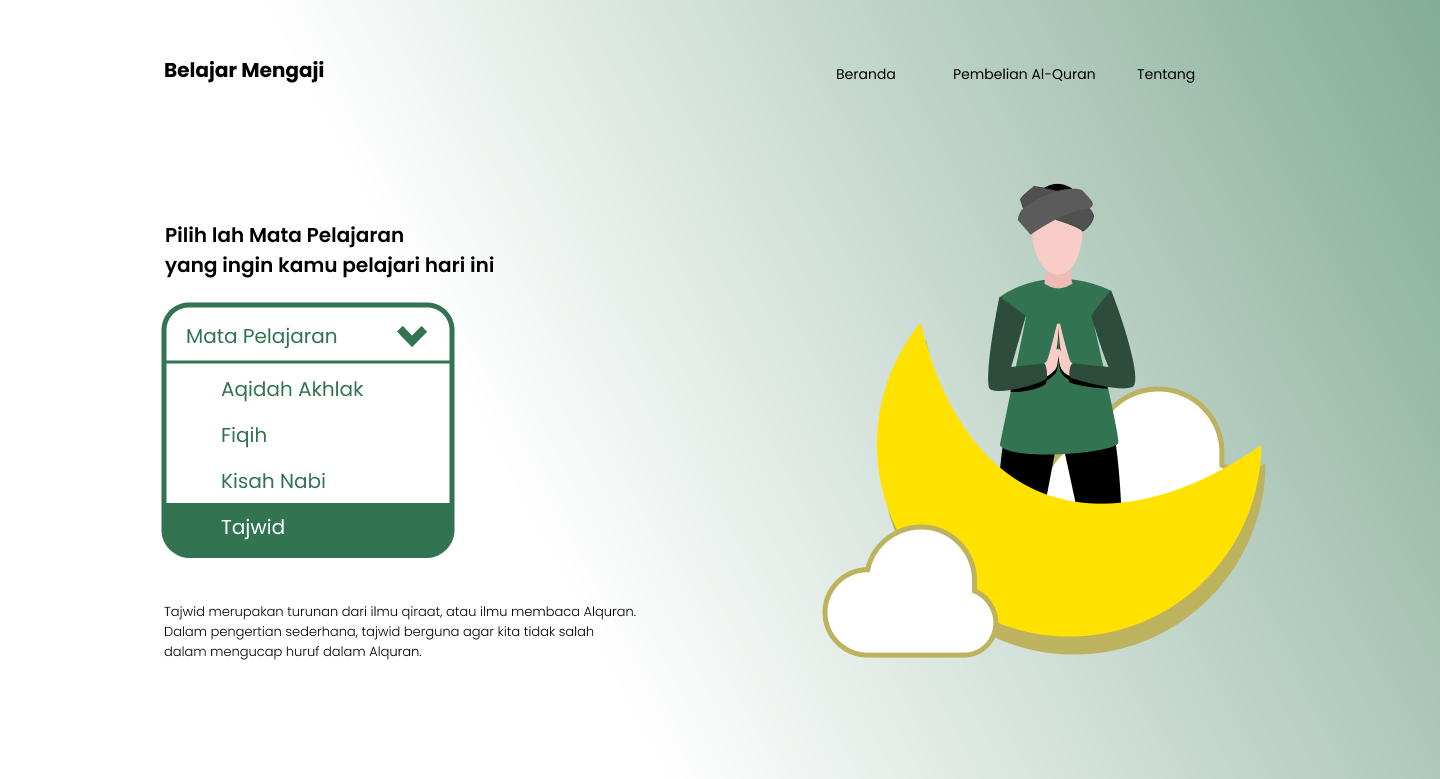 Belajar Mengaji
Beranda
Pembelian Al-Quran
Tentang
Pilih lah Mata Pelajaran
yang ingin kamu pelajari hari ini
Mata Pelajaran
Aqidah Akhlak
Fiqih
Kisah Nabi
Tajwid
Tajwid merupakan turunan dari ilmu qiraat, atau ilmu membaca Alquran.
Dalam pengertian sederhana, tajwid berguna agar kita tidak salah
dalam mengucap huruf dalam Alquran.